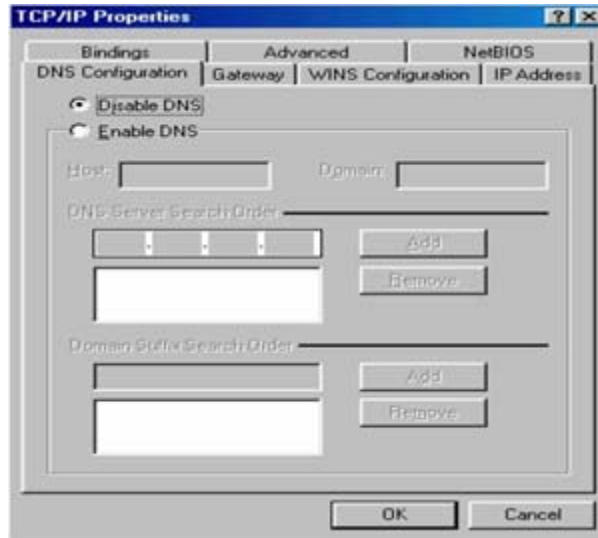 TCP/IP Properties
Bindings Advanced NetBIOS
DNS Configuration Gateway WINS Configuration IP Address
Disable DNS
Enable DNS
Host: Domain:
DNS Server Search Order
. . .
Add
Remove
Domain Suffix Search Order
Add
Remove
OK Cancel